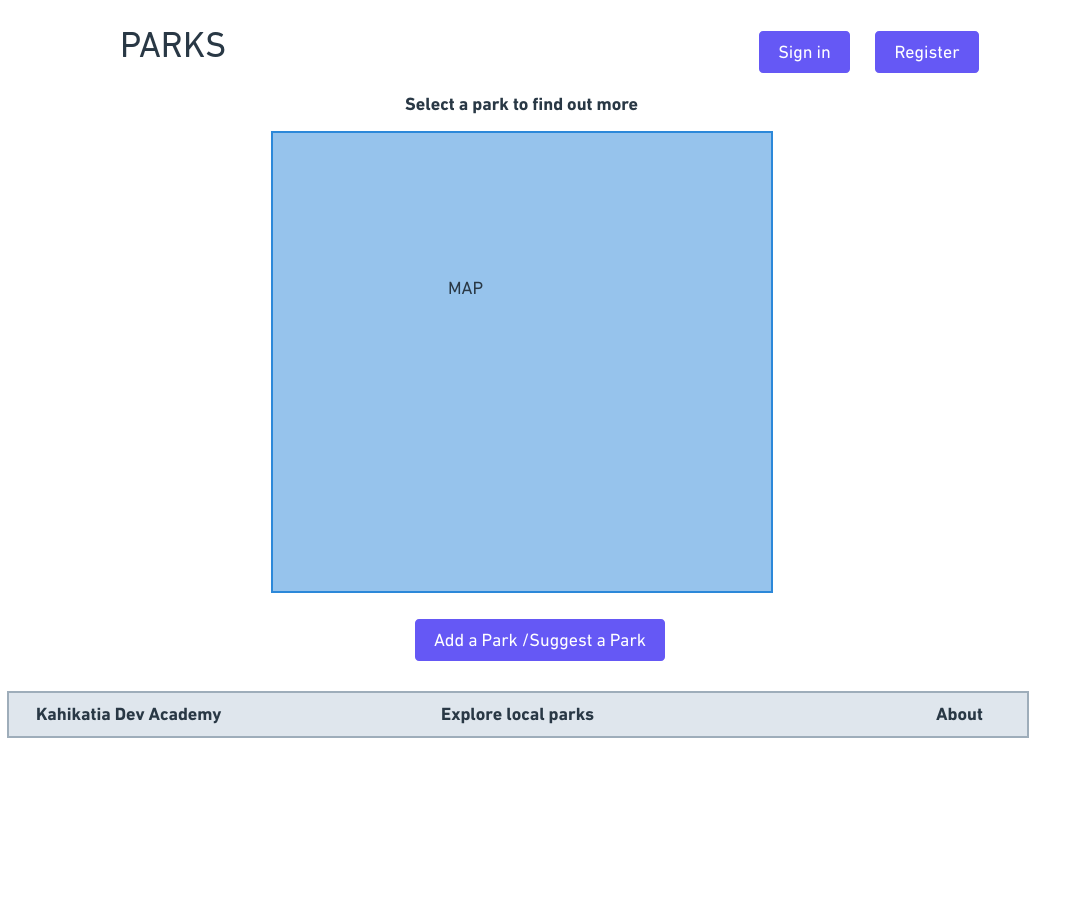 PARKS
Sign in
Register
Select a park to find out more
MAP
Add a Park /Suggest a Park
Kahikatia Dev Academy
Explore local parks
About